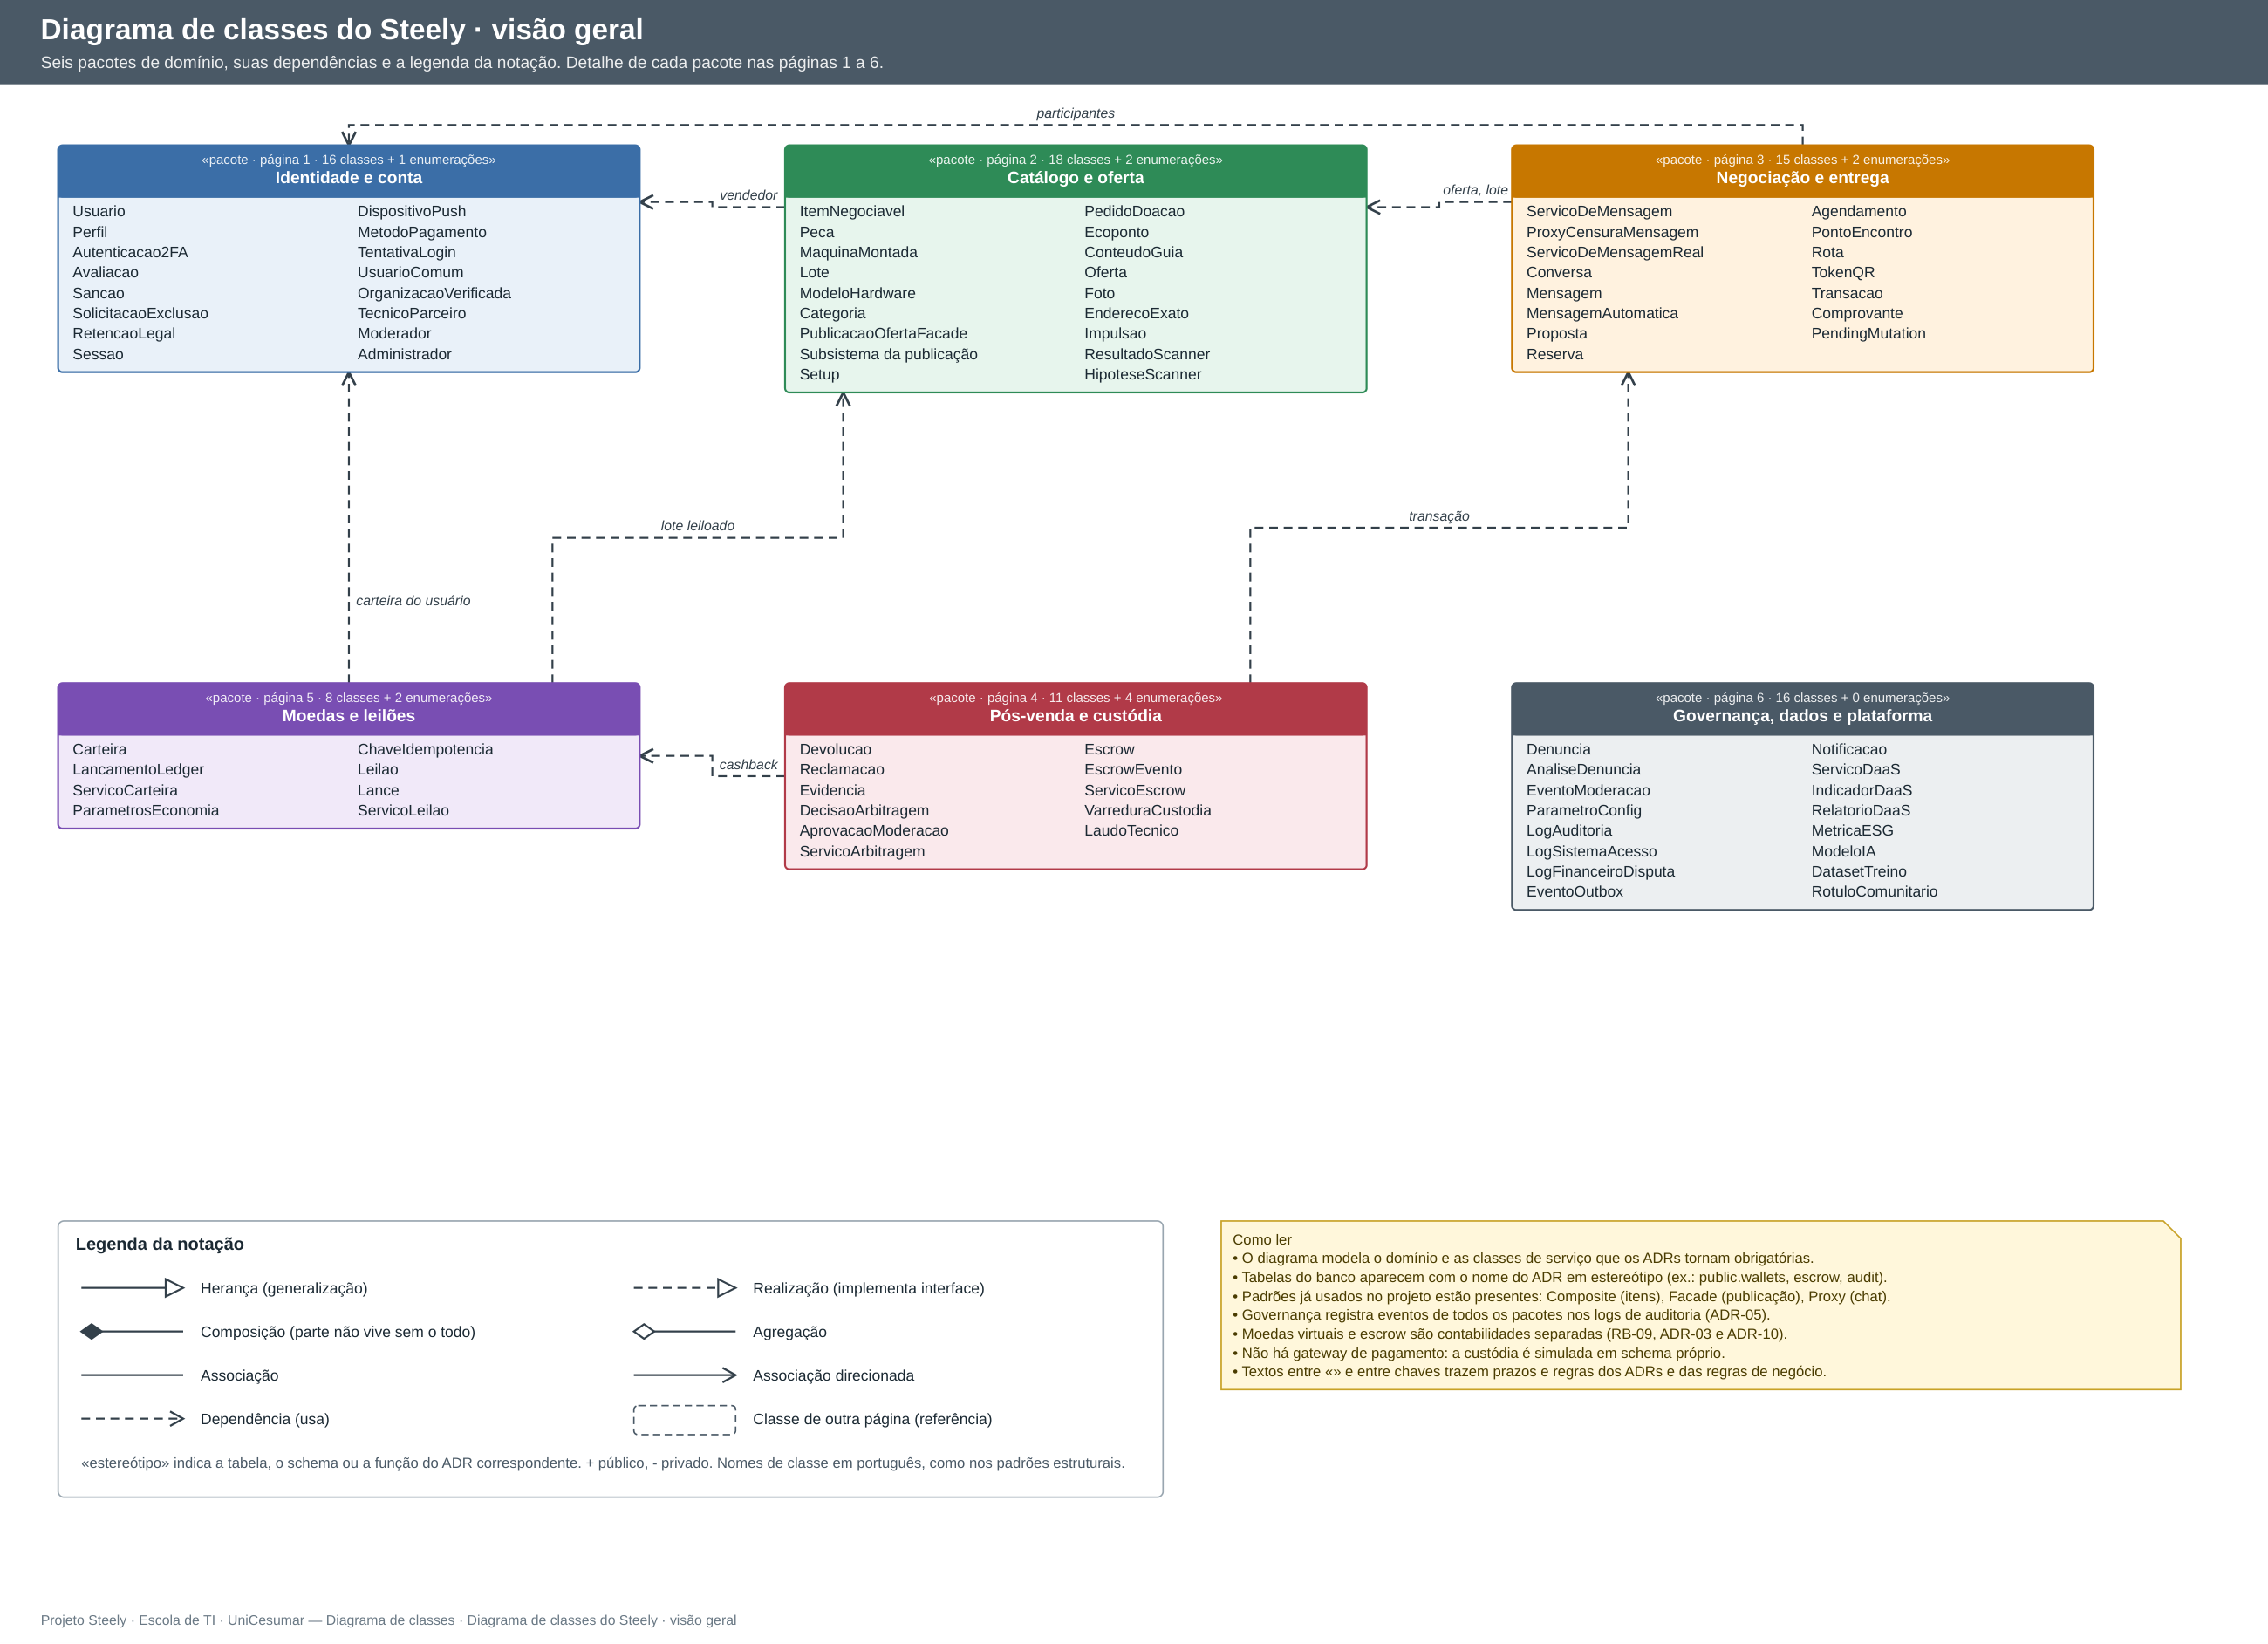 Diagrama de classes do Steely · visão geral
Seis pacotes de domínio, suas dependências e a legenda da notação. Detalhe de cada pacote nas páginas 1 a 6.
participantes
«pacote · página 1 · 16 classes + 1 enumerações»
Identidade e conta
Usuario
Perfil
Autenticacao2FA
Avaliacao
Sancao
SolicitacaoExclusao
RetencaoLegal
Sessao
DispositivoPush
MetodoPagamento
TentativaLogin
UsuarioComum
OrganizacaoVerificada
TecnicoParceiro
Moderador
Administrador
vendedor
«pacote · página 2 · 18 classes + 2 enumerações»
Catálogo e oferta
ItemNegociavel
Peca
MaquinaMontada
Lote
ModeloHardware
Categoria
PublicacaoOfertaFacade
Subsistema da publicação
Setup
PedidoDoacao
Ecoponto
ConteudoGuia
Oferta
Foto
EnderecoExato
Impulsao
ResultadoScanner
HipoteseScanner
oferta, lote
«pacote · página 3 · 15 classes + 2 enumerações»
Negociação e entrega
ServicoDeMensagem
ProxyCensuraMensagem
ServicoDeMensagemReal
Conversa
Mensagem
MensagemAutomatica
Proposta
Reserva
Agendamento
PontoEncontro
Rota
TokenQR
Transacao
Comprovante
PendingMutation
lote leiloado
transação
carteira do usuário
«pacote · página 5 · 8 classes + 2 enumerações»
Moedas e leilões
Carteira
LancamentoLedger
ServicoCarteira
ParametrosEconomia
ChaveIdempotencia
Leilao
Lance
ServicoLeilao
cashback
«pacote · página 4 · 11 classes + 4 enumerações»
Pós-venda e custódia
Devolucao
Reclamacao
Evidencia
DecisaoArbitragem
AprovacaoModeracao
ServicoArbitragem
Escrow
EscrowEvento
ServicoEscrow
VarreduraCustodia
LaudoTecnico
«pacote · página 6 · 16 classes + 0 enumerações»
Governança, dados e plataforma
Denuncia
AnaliseDenuncia
EventoModeracao
ParametroConfig
LogAuditoria
LogSistemaAcesso
LogFinanceiroDisputa
EventoOutbox
Notificacao
ServicoDaaS
IndicadorDaaS
RelatorioDaaS
MetricaESG
ModeloIA
DatasetTreino
RotuloComunitario
Legenda da notação
Herança (generalização)
Realização (implementa interface)
Composição (parte não vive sem o todo)
Agregação
Associação
Associação direcionada
Dependência (usa)
Classe de outra página (referência)
«estereótipo» indica a tabela, o schema ou a função do ADR correspondente. + público, - privado. Nomes de classe em português, como nos padrões estruturais.
Como ler
• O diagrama modela o domínio e as classes de serviço que os ADRs tornam obrigatórias.
• Tabelas do banco aparecem com o nome do ADR em estereótipo (ex.: public.wallets, escrow, audit).
• Padrões já usados no projeto estão presentes: Composite (itens), Facade (publicação), Proxy (chat).
• Governança registra eventos de todos os pacotes nos logs de auditoria (ADR-05).
• Moedas virtuais e escrow são contabilidades separadas (RB-09, ADR-03 e ADR-10).
• Não há gateway de pagamento: a custódia é simulada em schema próprio.
• Textos entre «» e entre chaves trazem prazos e regras dos ADRs e das regras de negócio.
Projeto Steely · Escola de TI · UniCesumar — Diagrama de classes · Diagrama de classes do Steely · visão geral